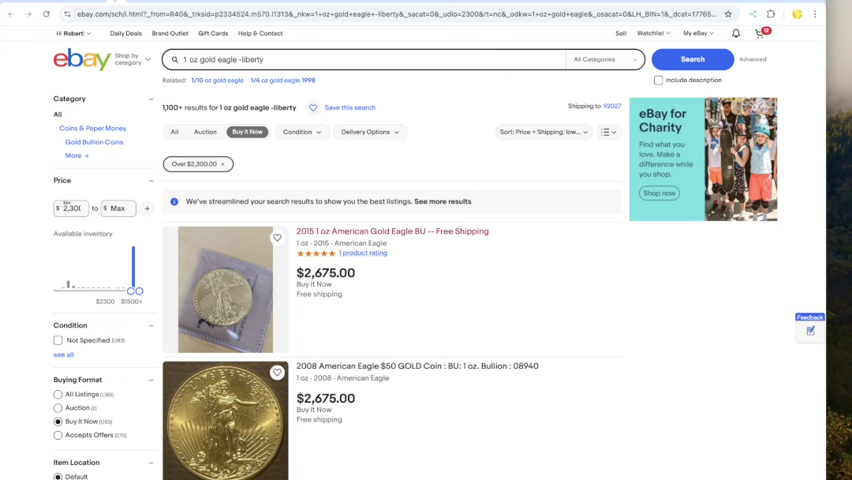 ebay.com/sch/i.html?_from=R40&_trksid=p2334524.m570.l1313&_nkw=1+oz+gold+eagle+-liberty&_sacat=0&_udlo=2300&rt=nc&_odkw=1+oz+gold+eagle&_osacat=0&LH_BIN=1&_dcat=17765...
Hi Robert! Daily Deals Brand Outlet Gift Cards Help & Contact Sell Watchlist My eBay 12
ebay Shop by category
1 oz gold eagle -liberty All Categories Search Advanced
Related: 1/10 oz gold eagle 1/4 oz gold eagle 1998 Include description
Category
All
Coins & Paper Money
Gold Bullion Coins
More +
Price
Min
$ 2,30 to $ Max
Available inventory
$2300 $1500+
Condition
Not Specified (1,183)
see all
Buying Format
All Listings (1,185)
Auction (2)
Buy It Now (1,183)
Accepts Offers (270)
Item Location
Default
1,100+ results for 1 oz gold eagle -liberty Save this search Shipping to 92027
All Auction Buy It Now Condition Delivery Options Sort: Price + Shipping: low...
Over $2,300.00 ×
We've streamlined your search results to show you the best listings. See more results
2015 1 oz American Gold Eagle BU -- Free Shipping
1 oz · 2015 · American Eagle
1 product rating
$2,675.00
Buy It Now
Free shipping
2008 American Eagle $50 GOLD Coin : BU: 1 oz. Bullion : 08940
1 oz · 2008 · American Eagle
$2,675.00
Buy It Now
Free shipping
eBay for
Charity
Find what
you love.
Make a
difference
while you
shop.
Shop now
Feedback